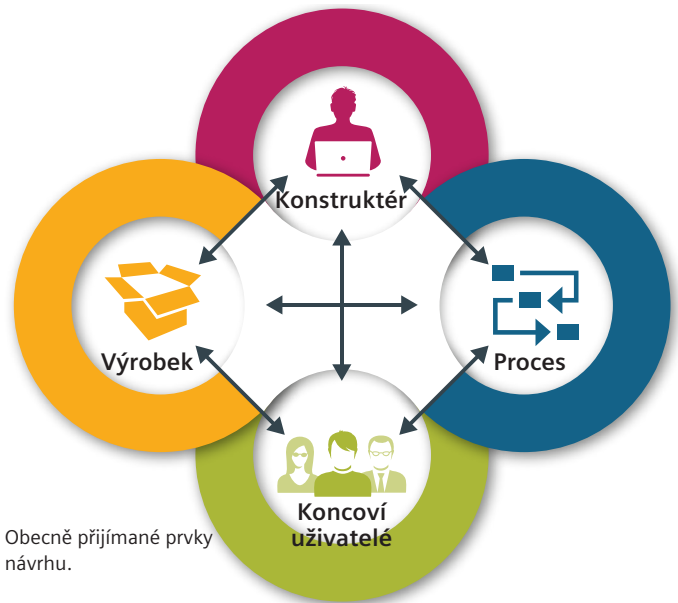 Konstruktér
Výrobek
Proces
Koncoví
uživatelé
Obecně přijímané prvky
návrhu.